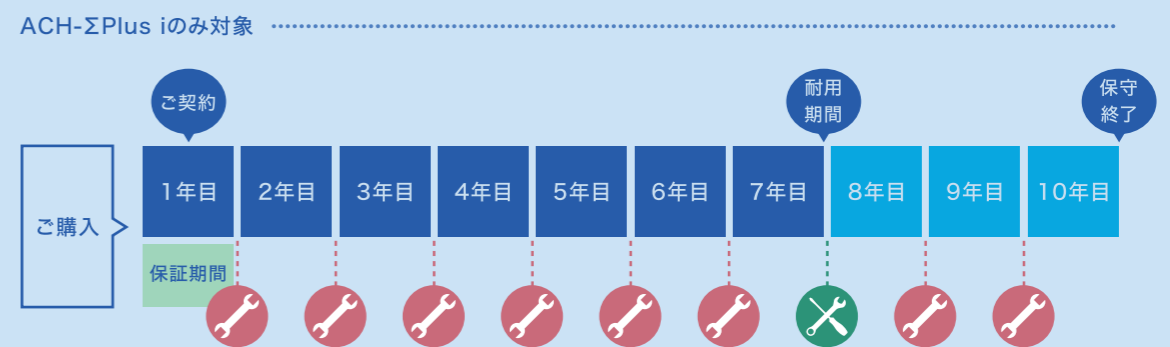 ACH-ΣPlus iのみ対象
ご契約
耐用
期間
保守
終了
ご購入
1年目
2年目
3年目
4年目
5年目
6年目
7年目
8年目
9年目
10年目
保証期間